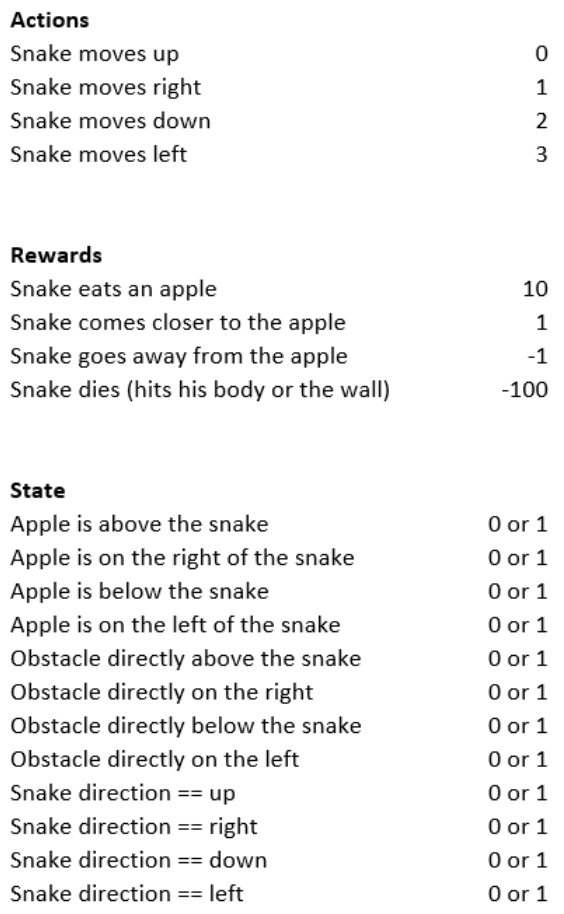 Actions
Snake moves up 0
Snake moves right 1
Snake moves down 2
Snake moves left 3
Rewards
Snake eats an apple 10
Snake comes closer to the apple 1
Snake goes away from the apple -1
Snake dies (hits his body or the wall) -100
State
Apple is above the snake 0 or 1
Apple is on the right of the snake 0 or 1
Apple is below the snake 0 or 1
Apple is on the left of the snake 0 or 1
Obstacle directly above the snake 0 or 1
Obstacle directly on the right 0 or 1
Obstacle directly below the snake 0 or 1
Obstacle directly on the left 0 or 1
Snake direction == up 0 or 1
Snake direction == right 0 or 1
Snake direction == down 0 or 1
Snake direction == left 0 or 1